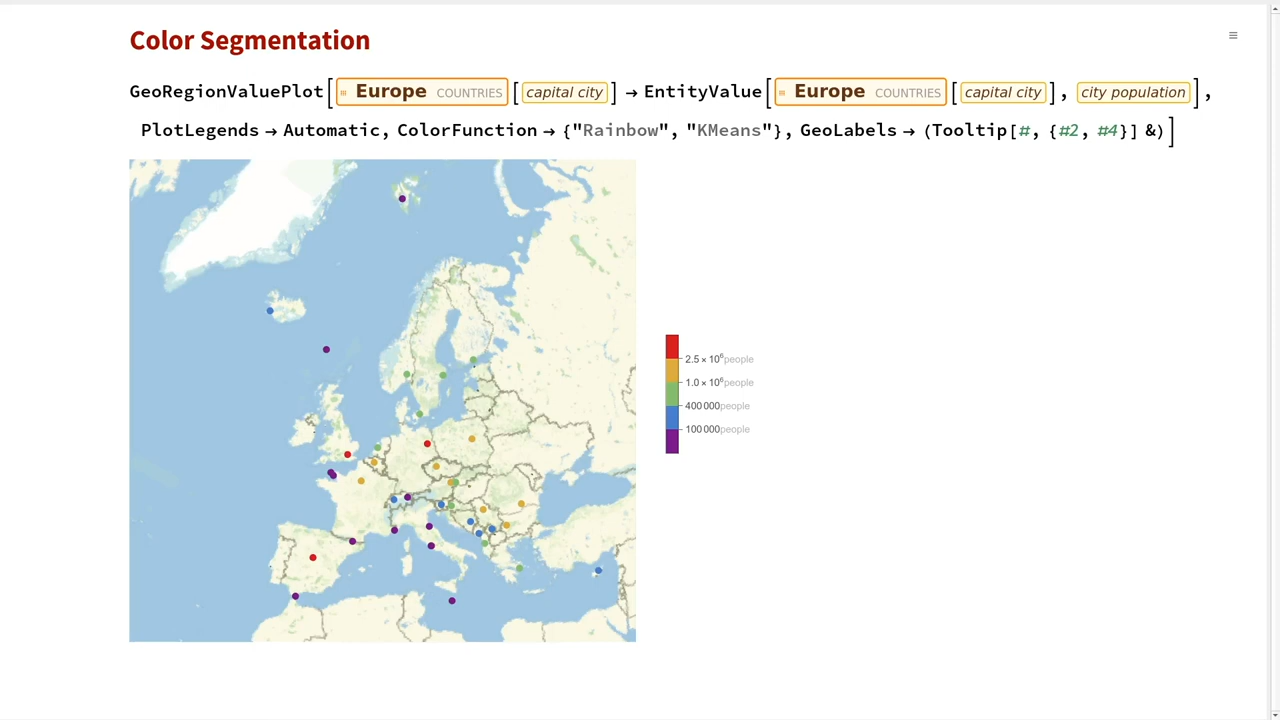 Color Segmentation
GeoRegionValuePlot[Europe COUNTRIES [capital city] → EntityValue[Europe COUNTRIES [capital city], city population],
PlotLegends → Automatic, ColorFunction → {"Rainbow", "KMeans"}, GeoLabels → (Tooltip[#, {#2, #4}] &)]
2.5 × 10⁶ people
1.0 × 10⁶ people
400 000 people
100 000 people